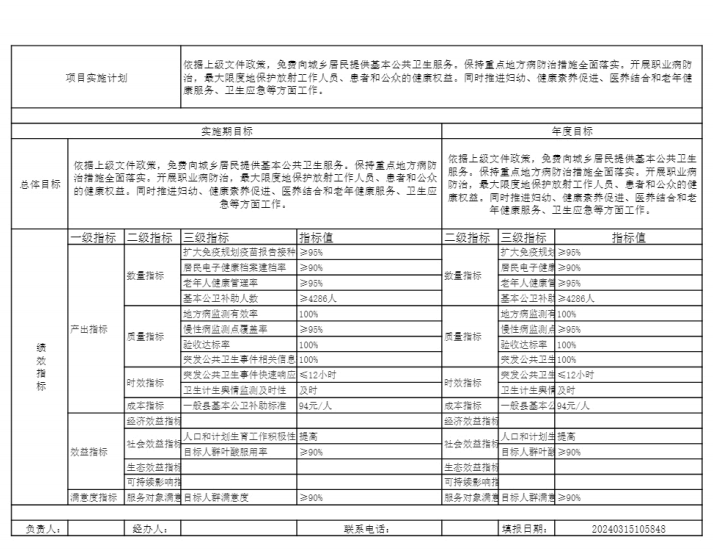 项目实施计划
依据上级文件政策，免费向城乡居民提供基本公共卫生服务。保持重点地方病防治措施全面落实，开展职业病防
治，最大限度地保护放射工作人员、患者和公众的健康权益。同时推进妇幼、健康素养促进、医养结合和老年健
康服务、卫生应急等方面工作。
实施期目标 年度目标
总体目标
依据上级文件政策，免费向城乡居民提供基本公共卫生服务。保持重点地方病防
治措施全面落实，开展职业病防治，最大限度地保护放射工作人员、患者和公众
的健康权益。同时推进妇幼、健康素养促进、医养结合和老年健康服务、卫生应
急等方面工作。
依据上级文件政策，免费向城乡居民提供基本公共卫生
服务。保持重点地方病防治措施全面落实，开展职业病
防治，最大限度地保护放射工作人员、患者和公众的健
康权益。同时推进妇幼、健康素养促进、医养结合和老
年健康服务、卫生应急等方面工作。
绩效指标
一级指标 二级指标 三级指标 指标值 二级指标 三级指标 指标值
产出指标
数量指标 扩大免疫规划疫苗报告接种 ≥95% 数量指标 扩大免疫规划 ≥95%
居民电子健康档案建档率 ≥90% 居民电子健康 ≥90%
老年人健康管理率 ≥95% 老年人健康管 ≥95%
基本公卫补助人数 ≥4286人 基本公卫补助 ≥4286人
质量指标 地方病监测有效率 100% 质量指标 地方病监测有 100%
慢性病监测点覆盖率 ≥95% 慢性病监测点 ≥95%
验收达标率 100% 验收达标率 100%
突发公共卫生事件相关信息 100% 突发公共卫生 100%
时效指标 突发公共卫生事件快速响应 ≤12小时 时效指标 突发公共卫生 ≤12小时
卫生计生舆情监测及时性 及时 卫生计生舆情 及时
成本指标 一般县基本公卫补助标准 94元/人 成本指标 一般县基本公 94元/人
效益指标
经济效益指标 经济效益指标
社会效益指标 人口和计划生育工作积极性 提高 社会效益指标 人口和计划生 提高
目标人群叶酸服用率 ≥90% 目标人群叶酸 ≥90%
生态效益指标 生态效益指标
可持续影响指 可持续影响指
满意度指标 服务对象满意 目标人群满意度 ≥90% 服务对象满意 目标人群满意 ≥90%
负责人： 经办人： 联系电话： 填报日期： 20240315105848